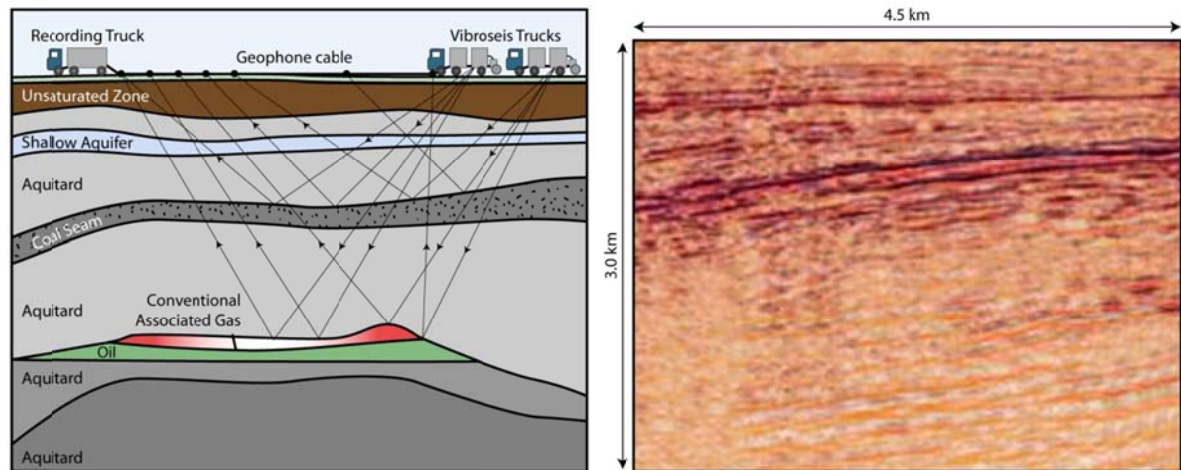 Recording Truck
Geophone cable
Vibroseis Trucks
Unsaturated Zone
Shallow Aquifer
Aquitard
Coal Seam
Aquitard
Conventional
Associated Gas
Oil
Aquitard
Aquitard
4.5 km
3.0 km